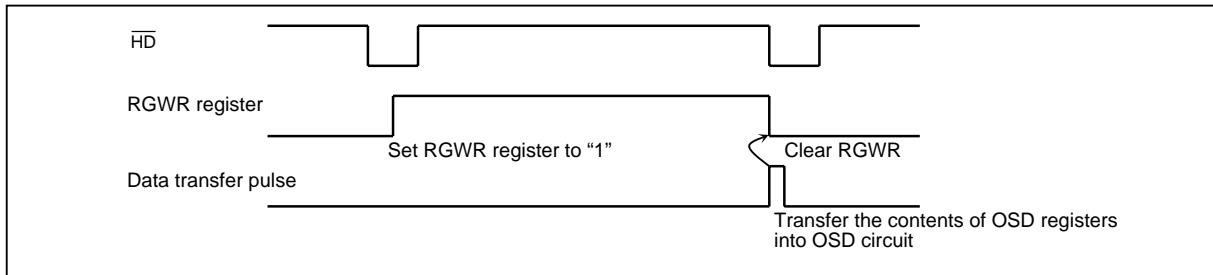 HD
RGWR register
Set RGWR register to “1”
Clear RGWR
Data transfer pulse
Transfer the contents of OSD registers
into OSD circuit